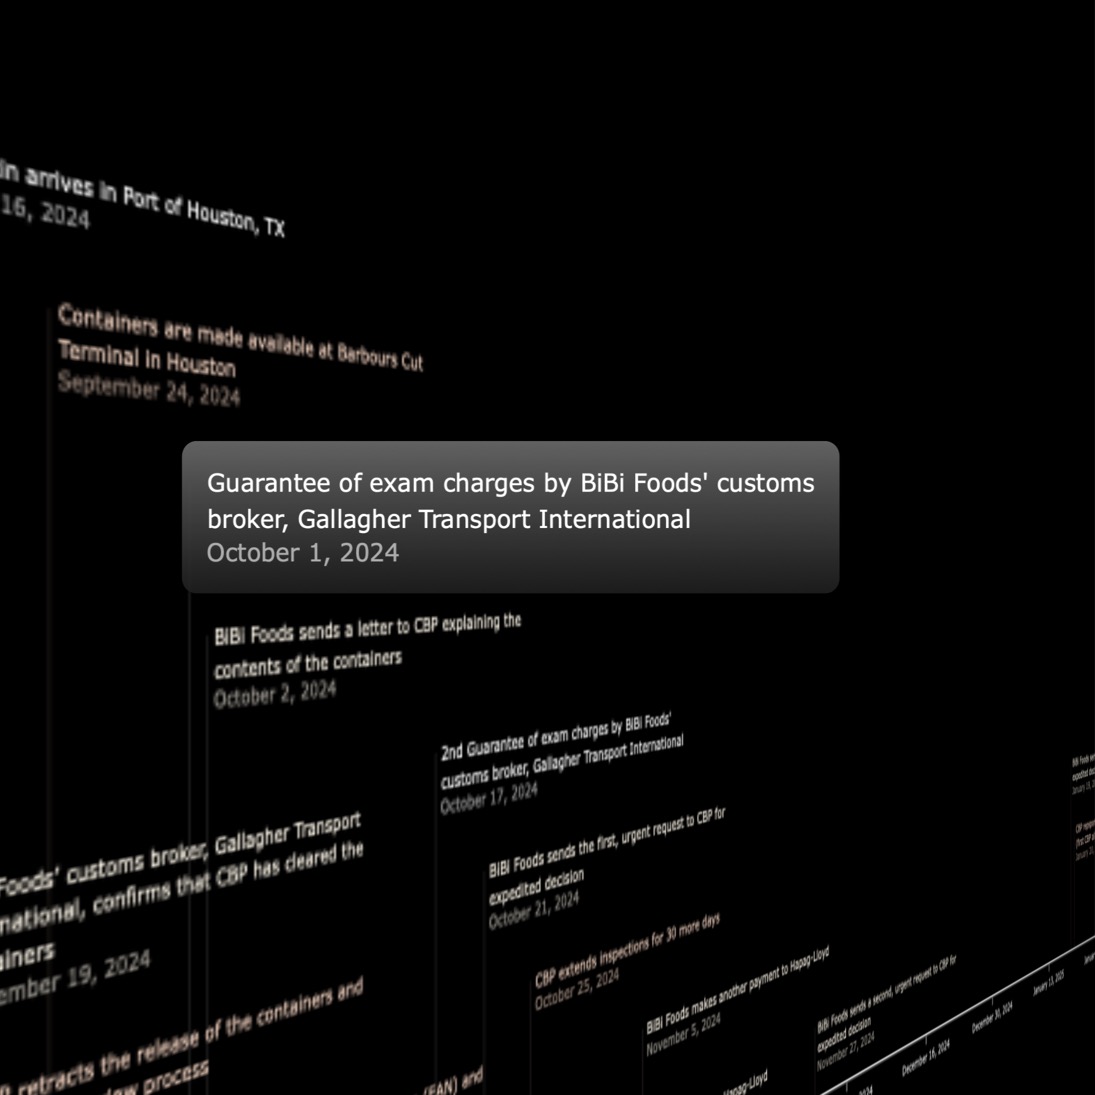 in arrives in Port of Houston, TX
16, 2024
Containers are made available at Barbours Cut
Terminal in Houston
September 24, 2024
Guarantee of exam charges by BiBi Foods' customs
broker, Gallagher Transport International
October 1, 2024
BiBi Foods sends a letter to CBP explaining the
contents of the containers
October 2, 2024
2nd Guarantee of exam charges by BiBi Foods'
customs broker, Gallagher Transport International
October 17, 2024
Foods' customs broker, Gallagher Transport
national, confirms that CBP has cleared the
ainers
ember 19, 2024
BiBi Foods sends the first, urgent request to CBP for
expedited decision
October 21, 2024
CBP extends inspections for 30 more days
October 25, 2024
retracts the release of the containers and
process
BiBi Foods makes another payment to Hapag-Lloyd
November 5, 2024
BiBi Foods sends a second, urgent request to CBP for
expedited decision
November 27, 2024
(EAN) and
Hapag-Lloyd
2024
December 16, 2024
December 30, 2024
January 13, 2025